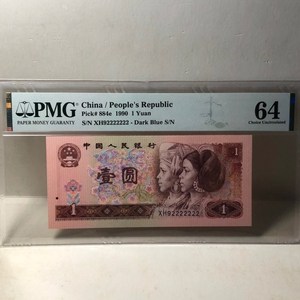 PMG
PAPER MONEY GUARANTY
China / People's Republic
Pick# 884e 1990 1 Yuan
S/N XH92222222 - Dark Blue S/N
64
Choice Uncirculated
中国人民银行
1
壹圆
XH92222222
1